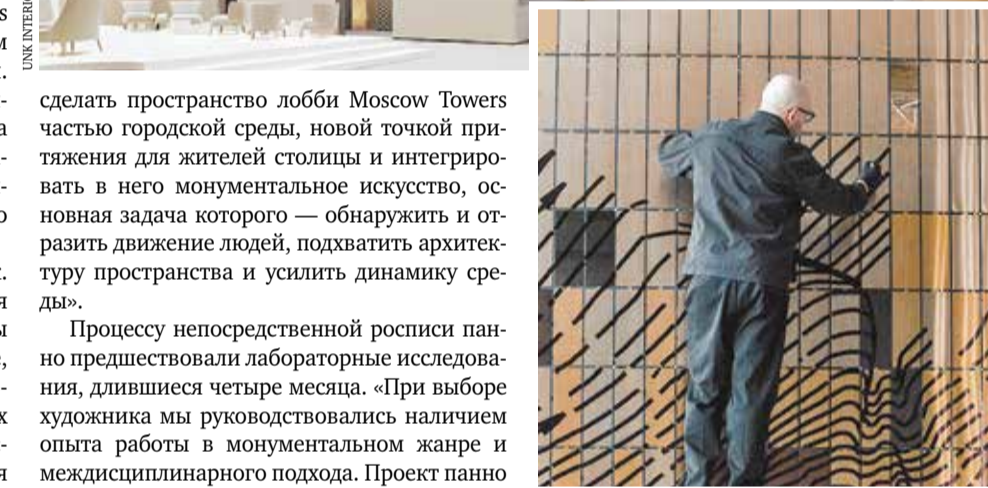 UNK INTERI
s
м
.
-
а
-
-
о
.
я
ы
,
-
х
-
я
сделать пространство лобби Moscow Towers
частью городской среды, новой точкой при-
тяжения для жителей столицы и интегриро-
вать в него монументальное искусство, ос-
новная задача которого — обнаружить и от-
разить движение людей, подхватить архитек-
туру пространства и усилить динамику сре-
ды».
Процессу непосредственной росписи пан-
но предшествовали лабораторные исследова-
ния, длившиеся четыре месяца. «При выборе
художника мы руководствовались наличием
опыта работы в монументальном жанре и
междисциплинарного подхода. Проект панно